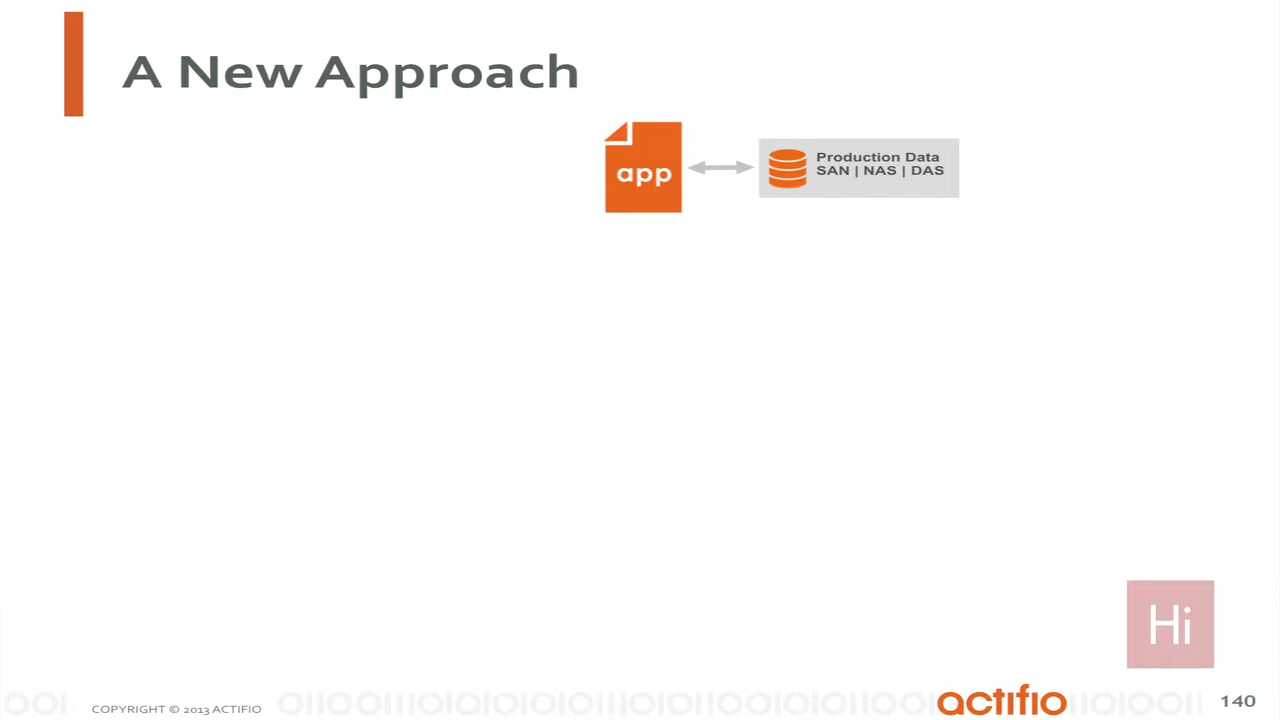 A New Approach
app
Production Data
SAN | NAS | DAS
Hi
COPYRIGHT © 2013 ACTIFIO
actifio
140